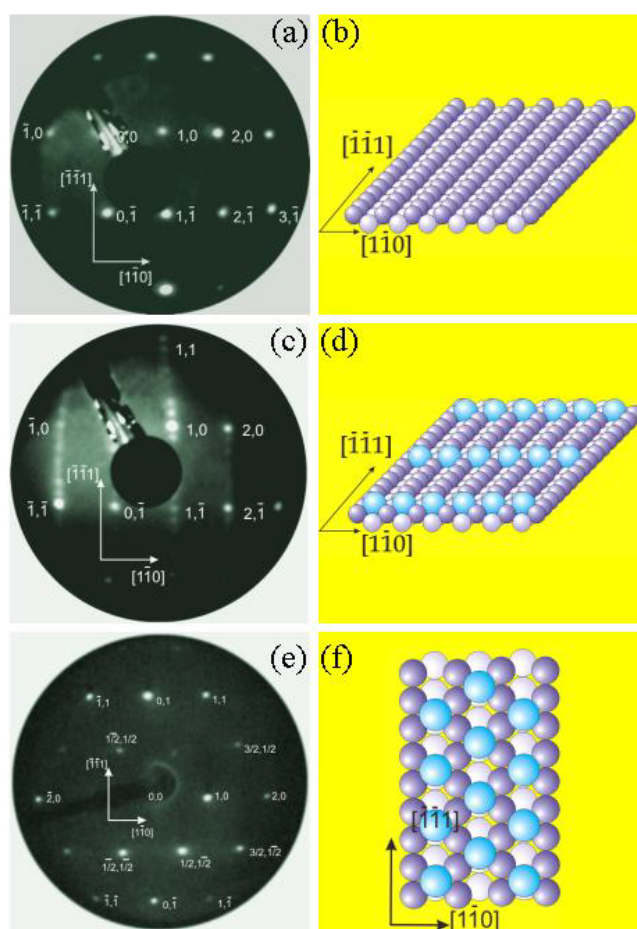 (a)
1̄,0 0,0 1,0 2,0
[1̄1̄1]
1̄,1̄ 0,1̄ 1,1̄ 2,1̄ 3,1̄
[11̄0]
(b)
[1̄1̄1]
[11̄0]
(c)
1,1
1̄,0 1,0 2,0
[1̄1̄1]
1̄,1̄ 0,1̄ 1,1̄ 2,1̄
[11̄0]
(d)
[1̄1̄1]
[11̄0]
(e)
1̄,1 0,1 1,1
1̄/2,1/2 3/2,1/2
[1̄1̄1]
2̄,0 0,0 1,0 2,0
[11̄0]
1̄/2,1̄/2 1/2,1̄/2 3/2,1̄/2
1̄,1̄ 0,1̄ 1,1̄
(f)
[1̄1̄1]
[11̄0]